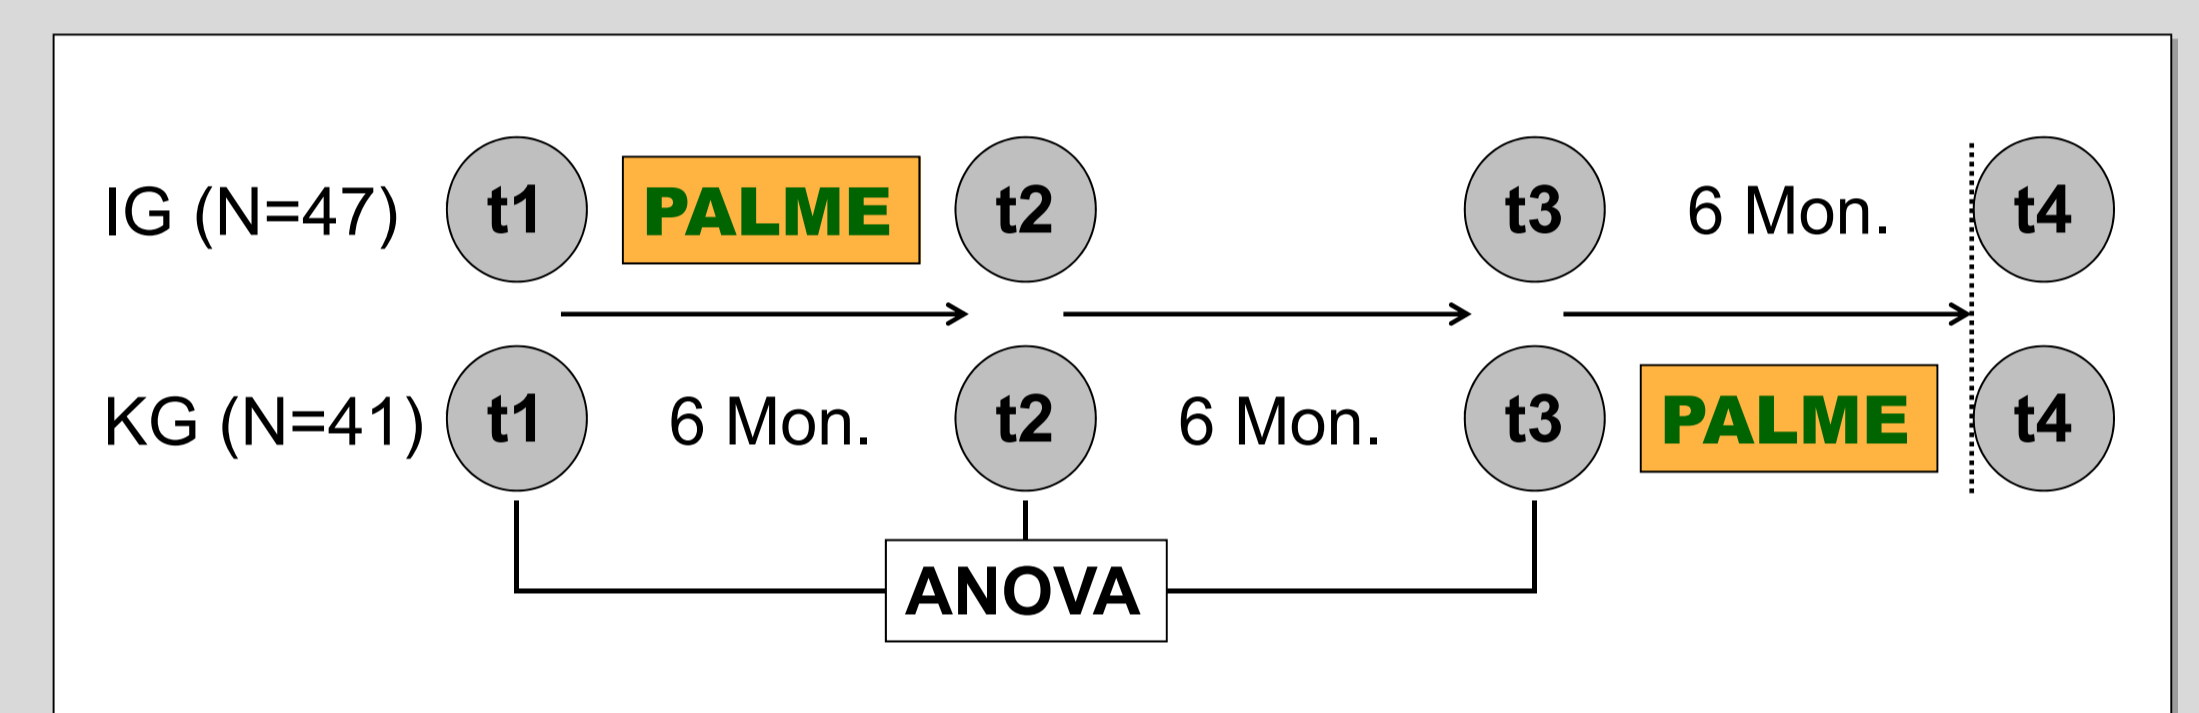 IG (N=47) t1 PALME t2 t3 6 Mon. t4
KG (N=41) t1 6 Mon. t2 6 Mon. t3 PALME t4
ANOVA